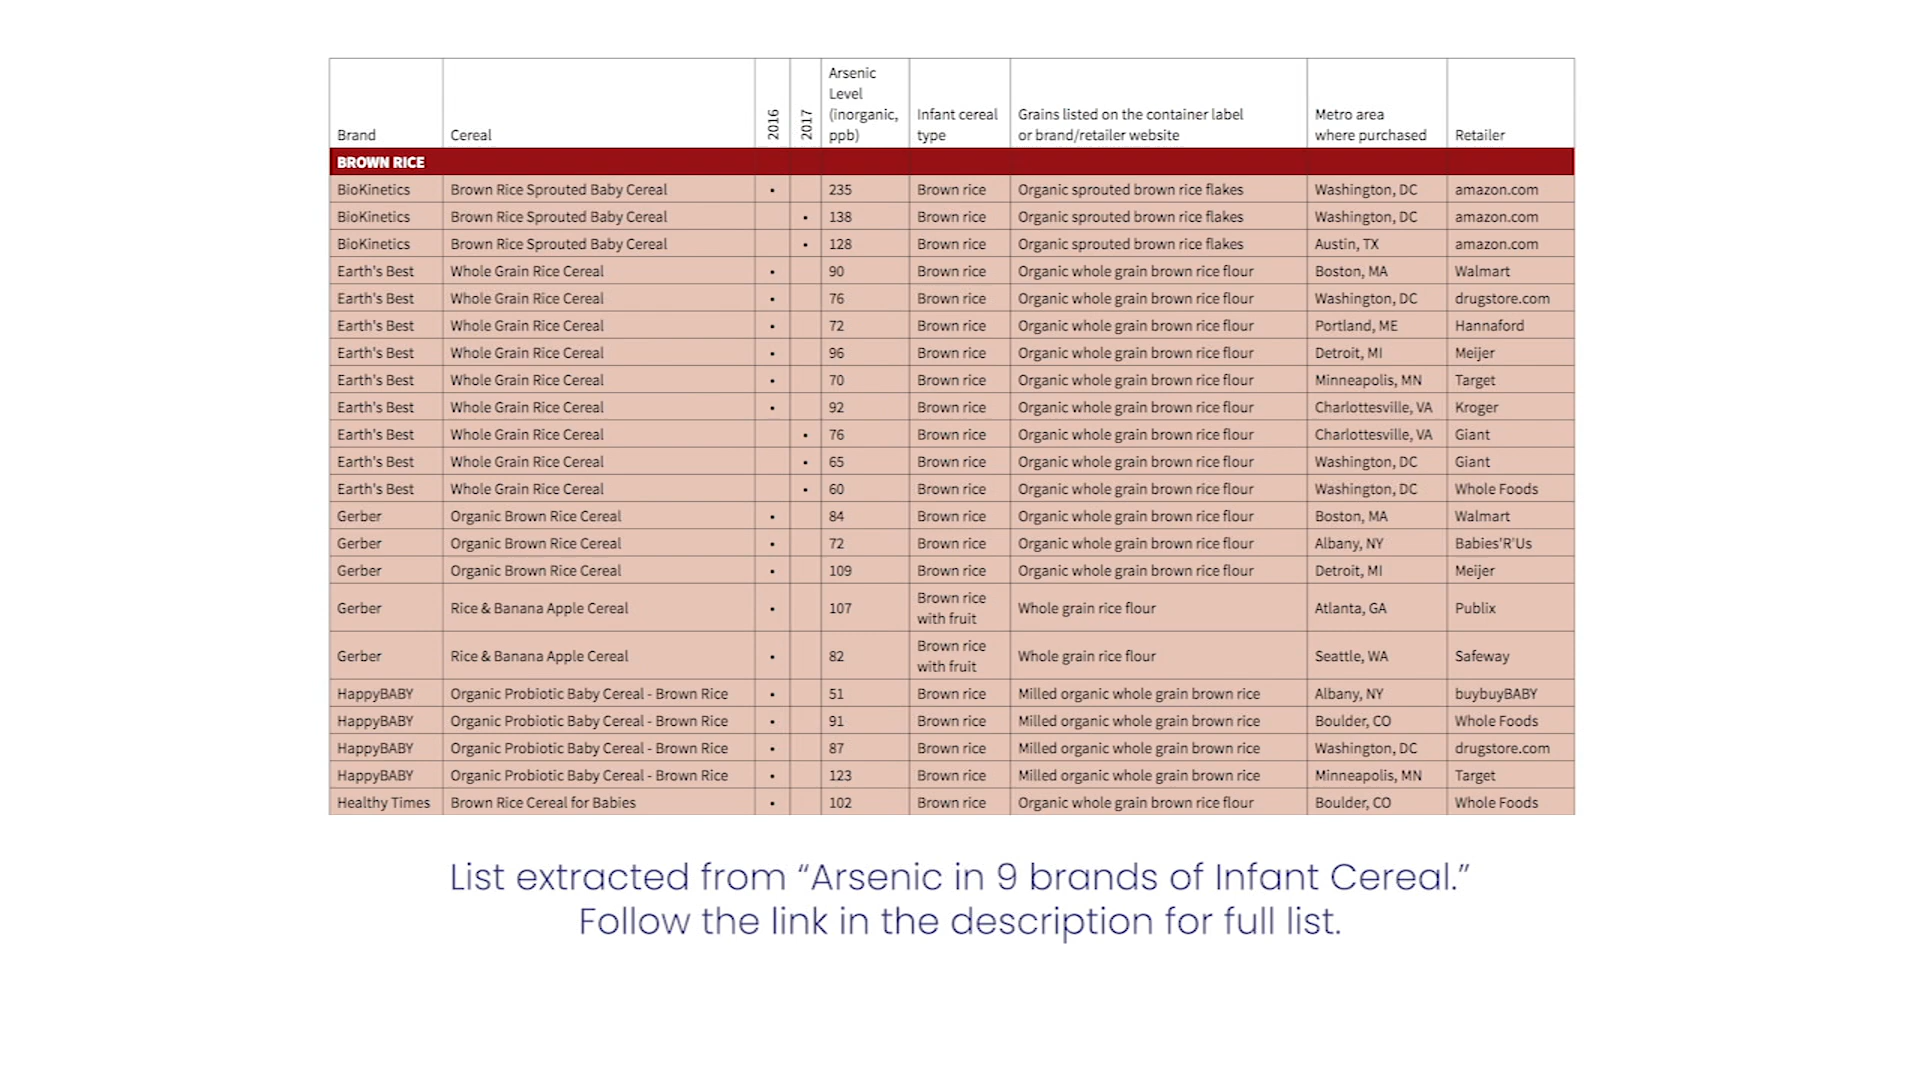 Brand Cereal 2016 2017 Arsenic Level (inorganic, ppb) Infant cereal type Grains listed on the container label or brand/retailer website Metro area where purchased Retailer
BROWN RICE
BioKinetics Brown Rice Sprouted Baby Cereal • 235 Brown rice Organic sprouted brown rice flakes Washington, DC amazon.com
BioKinetics Brown Rice Sprouted Baby Cereal • 138 Brown rice Organic sprouted brown rice flakes Washington, DC amazon.com
BioKinetics Brown Rice Sprouted Baby Cereal • 128 Brown rice Organic sprouted brown rice flakes Austin, TX amazon.com
Earth's Best Whole Grain Rice Cereal • 90 Brown rice Organic whole grain brown rice flour Boston, MA Walmart
Earth's Best Whole Grain Rice Cereal • 76 Brown rice Organic whole grain brown rice flour Washington, DC drugstore.com
Earth's Best Whole Grain Rice Cereal • 72 Brown rice Organic whole grain brown rice flour Portland, ME Hannaford
Earth's Best Whole Grain Rice Cereal • 96 Brown rice Organic whole grain brown rice flour Detroit, MI Meijer
Earth's Best Whole Grain Rice Cereal • 70 Brown rice Organic whole grain brown rice flour Minneapolis, MN Target
Earth's Best Whole Grain Rice Cereal • 92 Brown rice Organic whole grain brown rice flour Charlottesville, VA Kroger
Earth's Best Whole Grain Rice Cereal • 76 Brown rice Organic whole grain brown rice flour Charlottesville, VA Giant
Earth's Best Whole Grain Rice Cereal • 65 Brown rice Organic whole grain brown rice flour Washington, DC Giant
Earth's Best Whole Grain Rice Cereal • 60 Brown rice Organic whole grain brown rice flour Washington, DC Whole Foods
Gerber Organic Brown Rice Cereal • 84 Brown rice Organic whole grain brown rice flour Boston, MA Walmart
Gerber Organic Brown Rice Cereal • 72 Brown rice Organic whole grain brown rice flour Albany, NY Babies'R'Us
Gerber Organic Brown Rice Cereal • 109 Brown rice Organic whole grain brown rice flour Detroit, MI Meijer
Gerber Rice & Banana Apple Cereal • 107 Brown rice with fruit Whole grain rice flour Atlanta, GA Publix
Gerber Rice & Banana Apple Cereal • 82 Brown rice with fruit Whole grain rice flour Seattle, WA Safeway
HappyBABY Organic Probiotic Baby Cereal - Brown Rice • 51 Brown rice Milled organic whole grain brown rice Albany, NY buybuyBABY
HappyBABY Organic Probiotic Baby Cereal - Brown Rice • 91 Brown rice Milled organic whole grain brown rice Boulder, CO Whole Foods
HappyBABY Organic Probiotic Baby Cereal - Brown Rice • 87 Brown rice Milled organic whole grain brown rice Washington, DC drugstore.com
HappyBABY Organic Probiotic Baby Cereal - Brown Rice • 123 Brown rice Milled organic whole grain brown rice Minneapolis, MN Target
Healthy Times Brown Rice Cereal for Babies • 102 Brown rice Organic whole grain brown rice flour Boulder, CO Whole Foods
List extracted from “Arsenic in 9 brands of Infant Cereal.”
Follow the link in the description for full list.